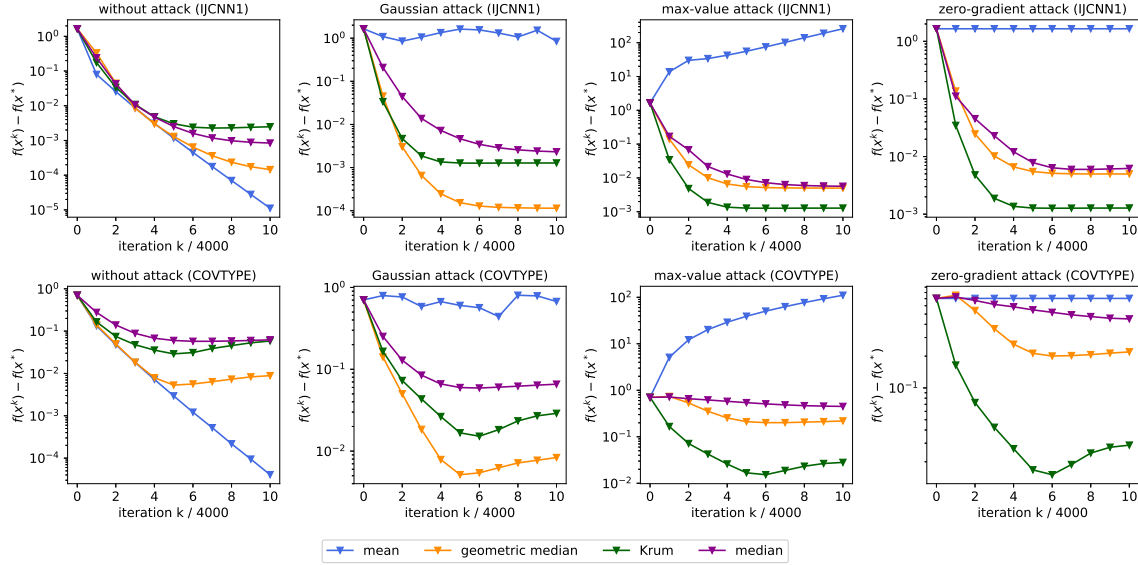 without attack (IJCNN1)
Gaussian attack (IJCNN1)
max-value attack (IJCNN1)
zero-gradient attack (IJCNN1)
f(x^k) − f(x^*)
10^0
10^−1
10^−2
10^−3
10^−4
10^−5
0 2 4 6 8 10
iteration k / 4000
f(x^k) − f(x^*)
10^0
10^−1
10^−2
10^−3
10^−4
0 2 4 6 8 10
iteration k / 4000
f(x^k) − f(x^*)
10^2
10^1
10^0
10^−1
10^−2
10^−3
0 2 4 6 8 10
iteration k / 4000
f(x^k) − f(x^*)
10^0
10^−1
10^−2
10^−3
0 2 4 6 8 10
iteration k / 4000
without attack (COVTYPE)
Gaussian attack (COVTYPE)
max-value attack (COVTYPE)
zero-gradient attack (COVTYPE)
f(x^k) − f(x^*)
10^0
10^−1
10^−2
10^−3
10^−4
0 2 4 6 8 10
iteration k / 4000
f(x^k) − f(x^*)
10^0
10^−1
10^−2
0 2 4 6 8 10
iteration k / 4000
f(x^k) − f(x^*)
10^2
10^1
10^0
10^−1
10^−2
0 2 4 6 8 10
iteration k / 4000
f(x^k) − f(x^*)
10^−1
0 2 4 6 8 10
iteration k / 4000
mean geometric median Krum median